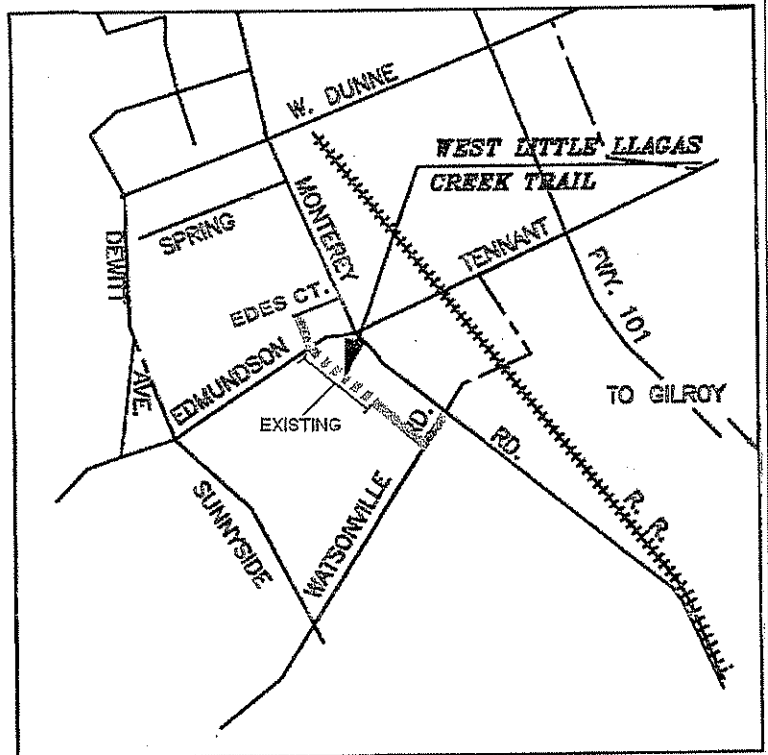 W. DUNNE
WEST LITTLE LLAGAS
CREEK TRAIL
MONTEREY
SPRING
DEWITT
TENNANT
FWY. 101
EDES CT.
EDMUNDSON
AVE.
TO GILROY
EXISTING
RD.
RD.
R. R.
SUNNYSIDE
WATSONVILLE